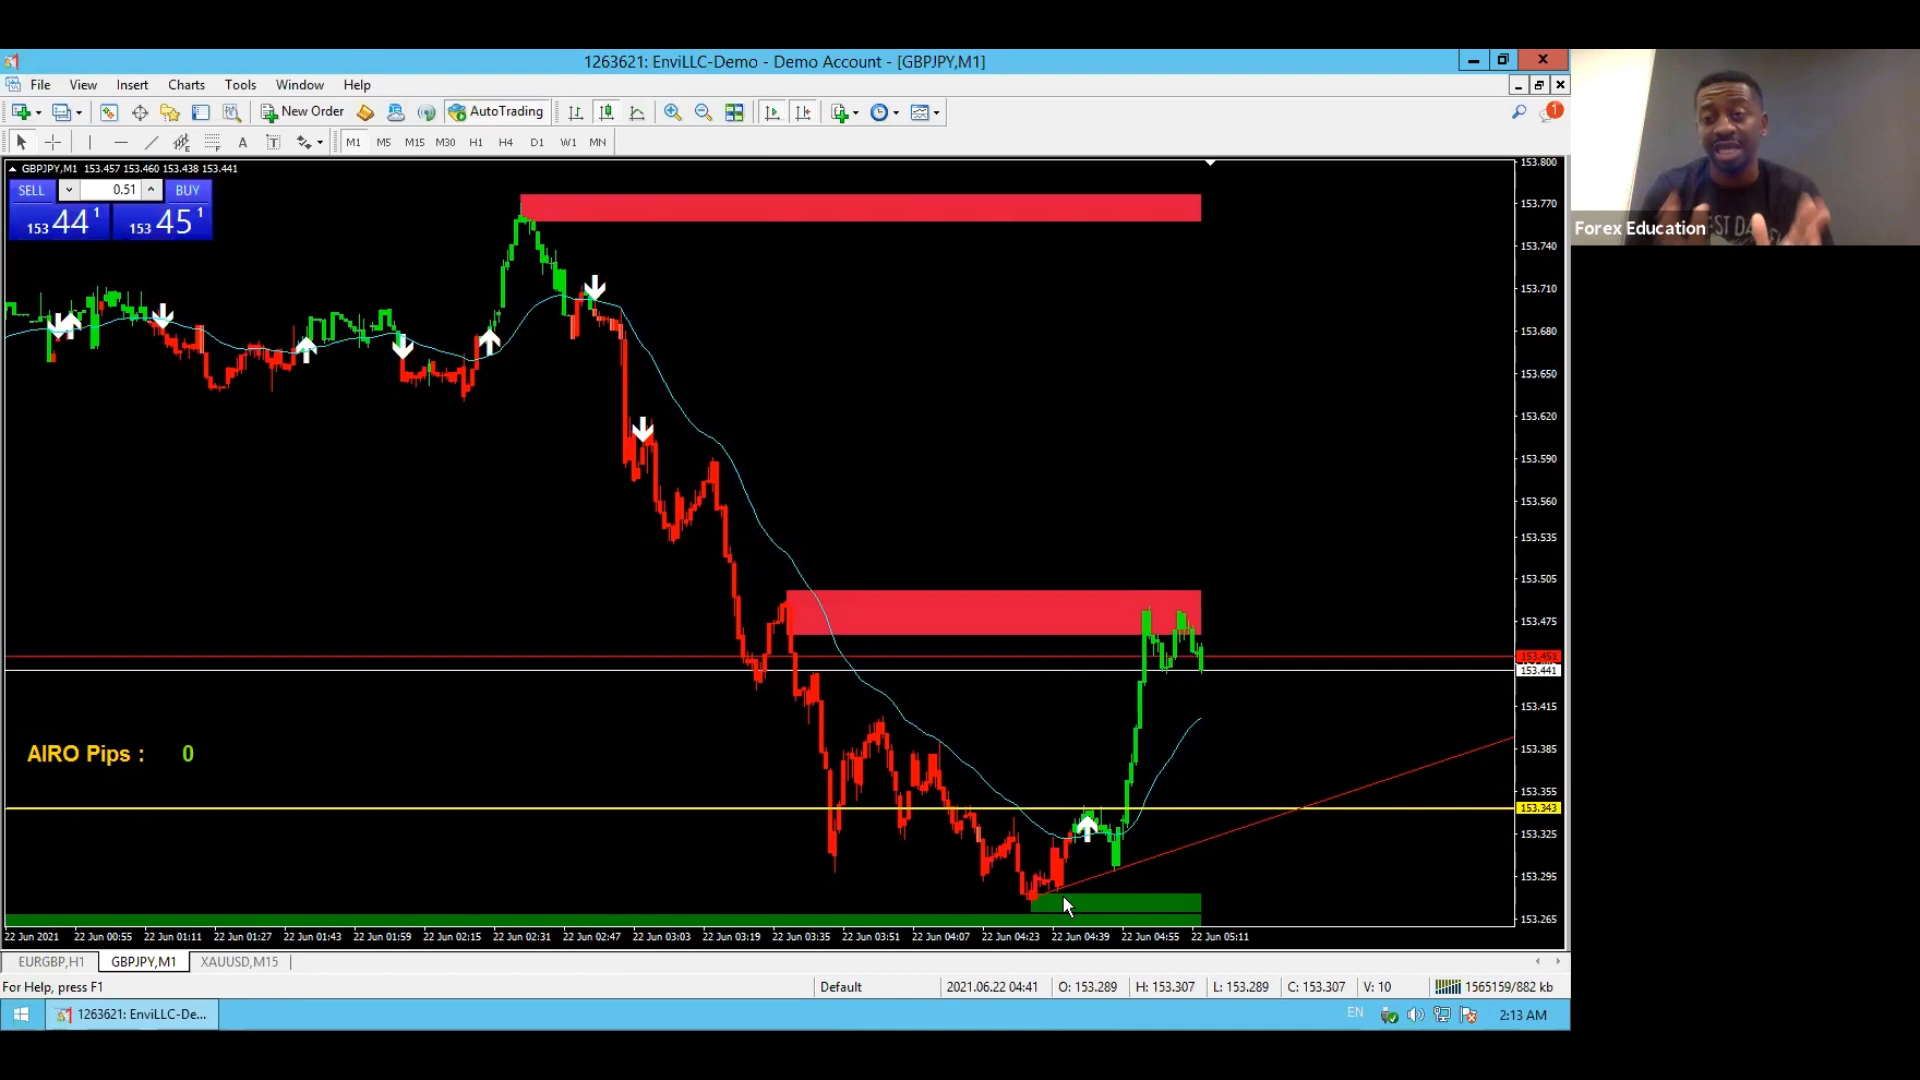 1263621: EnviLLC-Demo - Demo Account - [GBPJPY,M1]
File View Insert Charts Tools Window Help
New Order AutoTrading 1
A T M1 M5 M15 M30 H1 H4 D1 W1 MN
GBPJPY,M1 153.457 153.460 153.438 153.441
SELL 0.51 BUY
153 44 1 153 45 1
153.800
153.770
153.740
153.710
153.680
153.650
153.620
153.590
153.560
153.535
153.505
153.475
153.441
153.415
153.385
153.355
153.343
153.325
153.295
153.265
AIRO Pips : 0
22 Jun 2021 22 Jun 00:55 22 Jun 01:11 22 Jun 01:27 22 Jun 01:43 22 Jun 01:59 22 Jun 02:15 22 Jun 02:31 22 Jun 02:47 22 Jun 03:03 22 Jun 03:19 22 Jun 03:35 22 Jun 03:51 22 Jun 04:07 22 Jun 04:23 22 Jun 04:39 22 Jun 04:55 22 Jun 05:11
EURGBP,H1 GBPJPY,M1 XAUUSD,M15
For Help, press F1 Default 2021.06.22 04:41 O: 153.289 H: 153.307 L: 153.289 C: 153.307 V: 10 1565159/882 kb
1263621: EnviLLC-De... EN 2:13 AM
Forex Education